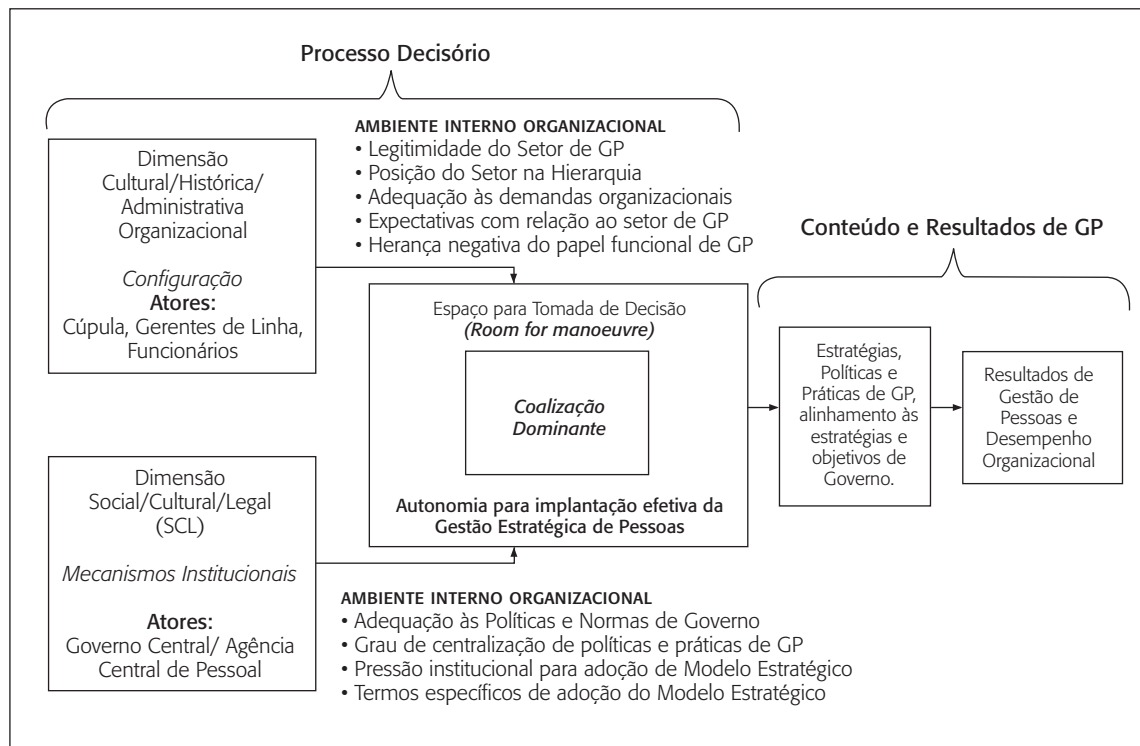 Processo Decisório
Dimensão
Cultural/Histórica/
Administrativa
Organizacional
Configuração
Atores:
Cúpula, Gerentes de Linha,
Funcionários
AMBIENTE INTERNO ORGANIZACIONAL
• Legitimidade do Setor de GP
• Posição do Setor na Hierarquia
• Adequação às demandas organizacionais
• Expectativas com relação ao setor de GP
• Herança negativa do papel funcional de GP
Conteúdo e Resultados de GP
Espaço para Tomada de Decisão
(Room for manoeuvre)
Coalização
Dominante
Autonomia para implantação efetiva da
Gestão Estratégica de Pessoas
Estratégias,
Políticas e
Práticas de GP,
alinhamento às
estratégias e
objetivos de
Governo.
Resultados de
Gestão de
Pessoas e
Desempenho
Organizacional
Dimensão
Social/Cultural/Legal
(SCL)
Mecanismos Institucionais
Atores:
Governo Central/ Agência
Central de Pessoal
AMBIENTE INTERNO ORGANIZACIONAL
• Adequação às Políticas e Normas de Governo
• Grau de centralização de políticas e práticas de GP
• Pressão institucional para adoção de Modelo Estratégico
• Termos específicos de adoção do Modelo Estratégico